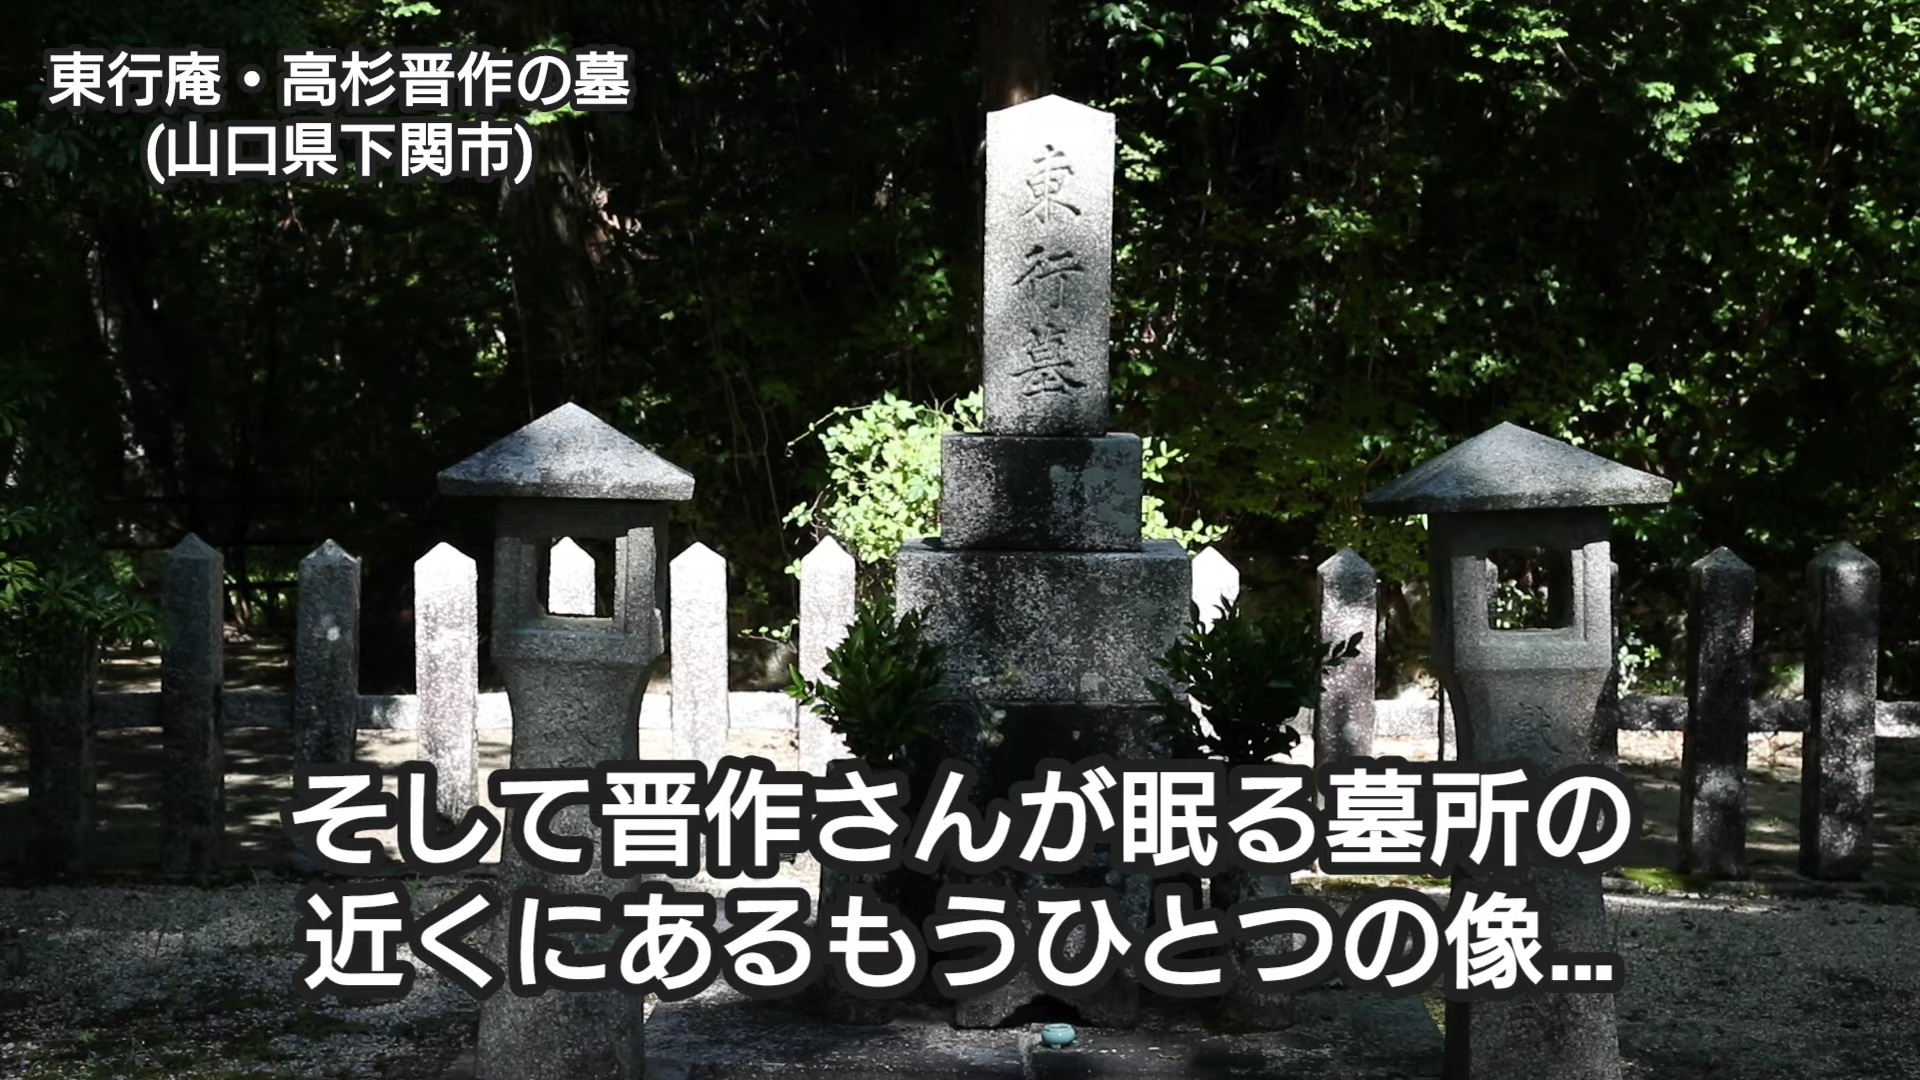 東行庵・高杉晋作の墓
(山口県下関市)
東行墓
そして晋作さんが眠る墓所の
近くにあるもうひとつの像...